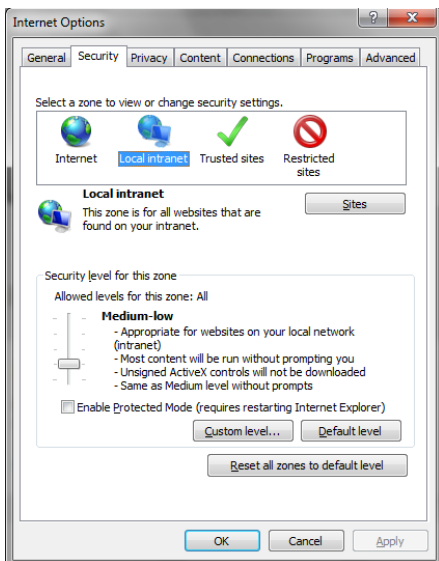 Internet Options
General Security Privacy Content Connections Programs Advanced
Select a zone to view or change security settings.
Internet Local intranet Trusted sites Restricted
sites
Local intranet
Sites
This zone is for all websites that are
found on your intranet.
Security level for this zone
Allowed levels for this zone: All
Medium-low
- Appropriate for websites on your local network
(intranet)
- Most content will be run without prompting you
- Unsigned ActiveX controls will not be downloaded
- Same as Medium level without prompts
Enable Protected Mode (requires restarting Internet Explorer)
Custom level... Default level
Reset all zones to default level
OK Cancel Apply